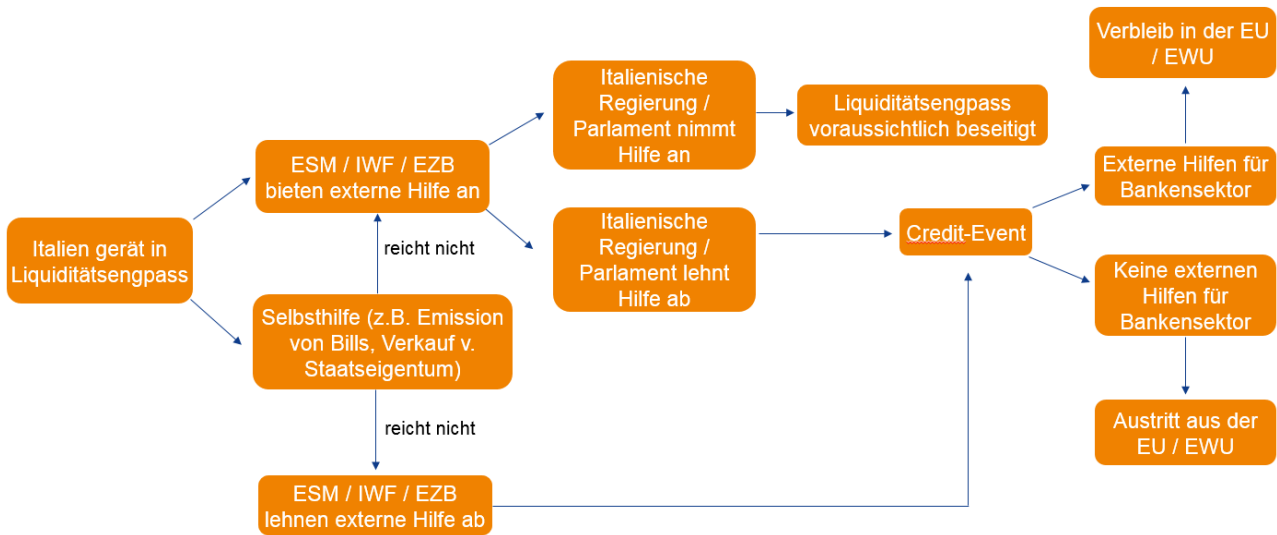 Italien gerät in
Liquiditätsengpass
ESM / IWF / EZB
bieten externe Hilfe an
reicht nicht
Selbsthilfe (z.B. Emission
von Bills, Verkauf v.
Staatseigentum)
reicht nicht
ESM / IWF / EZB
lehnen externe Hilfe ab
Italienische
Regierung /
Parlament nimmt
Hilfe an
Italienische
Regierung /
Parlament lehnt
Hilfe ab
Liquiditätsengpass
voraussichtlich beseitigt
Credit-Event
Verbleib in der EU
/ EWU
Externe Hilfen für
Bankensektor
Keine externen
Hilfen für
Bankensektor
Austritt aus der
EU / EWU